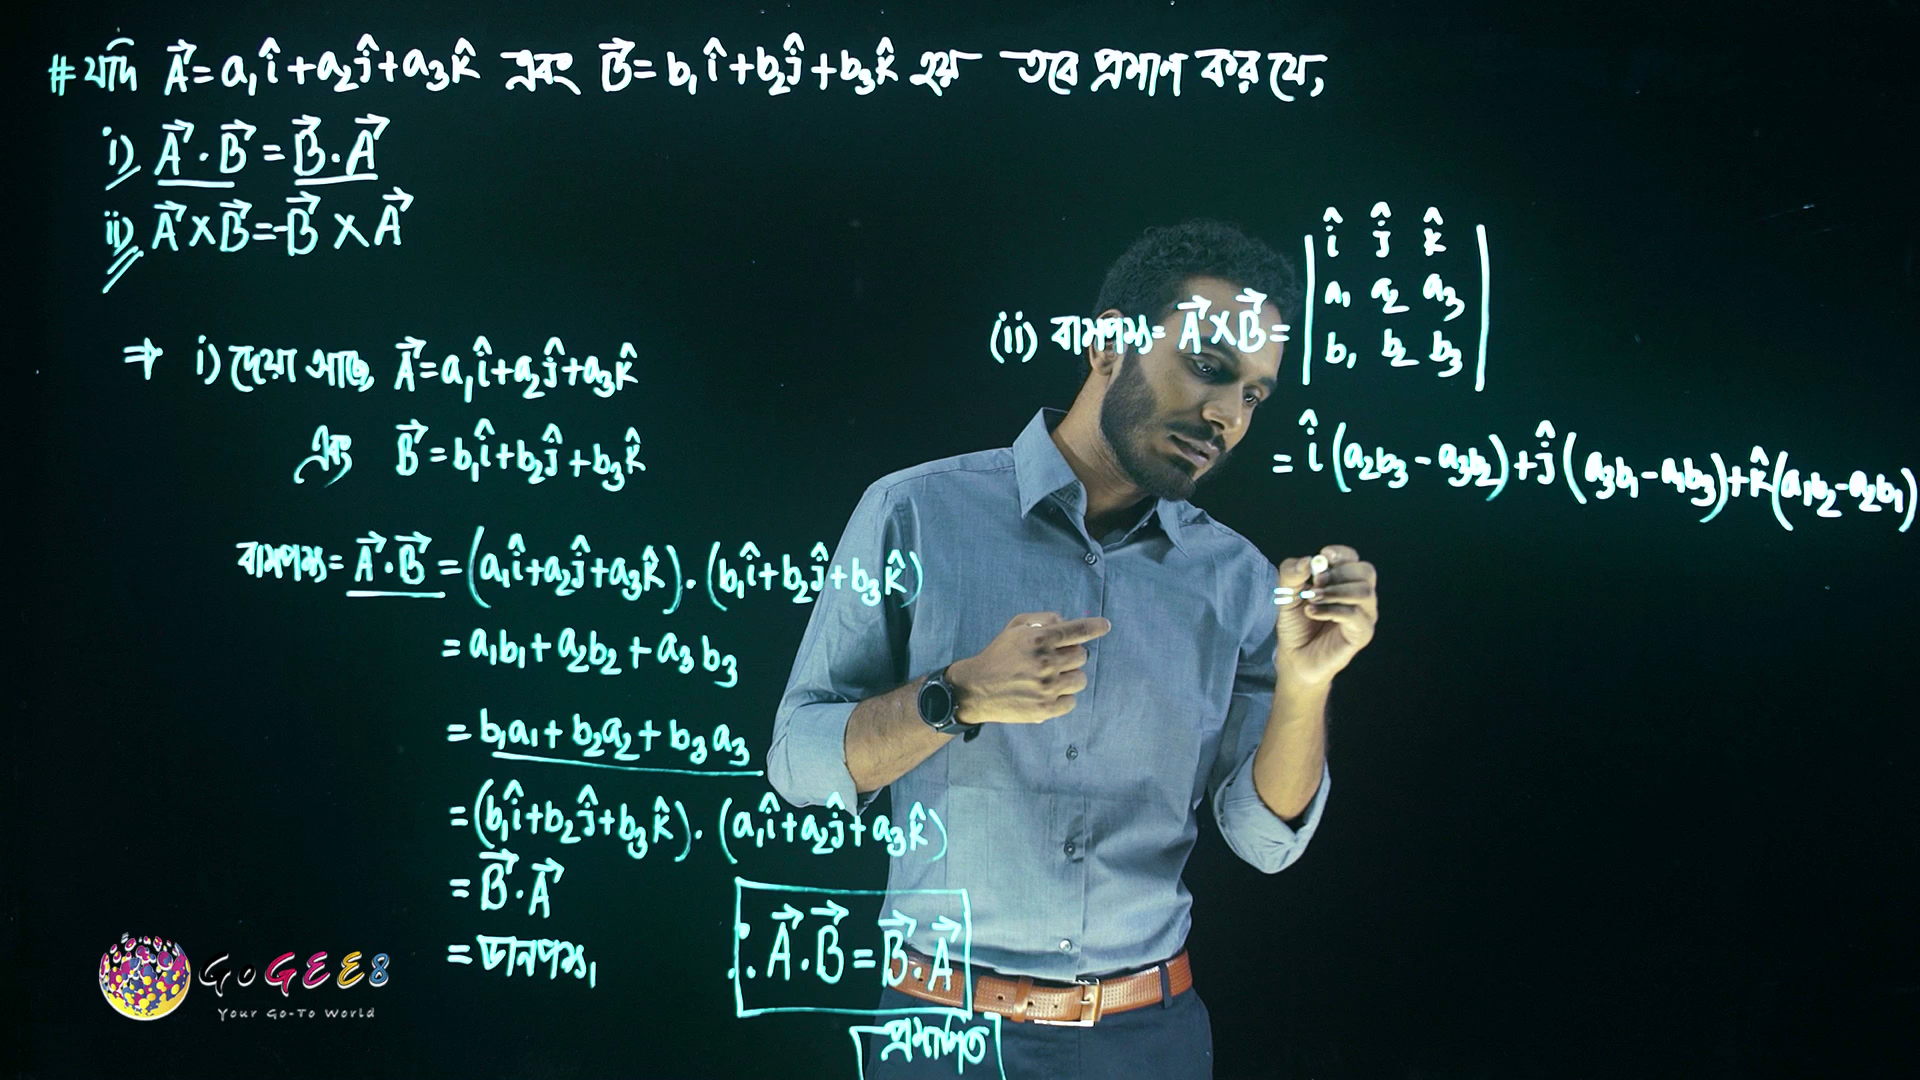 # যদি A⃗ = a₁î + a₂ĵ + a₃k̂ এবং B⃗ = b₁î + b₂ĵ + b₃k̂ হয় তবে প্রমাণ কর যে,
i) A⃗ · B⃗ = B⃗ · A⃗
ii) A⃗ × B⃗ = -B⃗ × A⃗
⇒ i) দেয়া আছে, A⃗ = a₁î + a₂ĵ + a₃k̂
এবং B⃗ = b₁î + b₂ĵ + b₃k̂
বামপক্ষ = A⃗ · B⃗ = (a₁î + a₂ĵ + a₃k̂) · (b₁î + b₂ĵ + b₃k̂)
= a₁b₁ + a₂b₂ + a₃b₃
= b₁a₁ + b₂a₂ + b₃a₃
= (b₁î + b₂ĵ + b₃k̂) · (a₁î + a₂ĵ + a₃k̂)
= B⃗ · A⃗
= ডানপক্ষ।
∴ A⃗ · B⃗ = B⃗ · A⃗
প্রমাণিত
(ii) বামপক্ষ = A⃗ × B⃗ =
| î ĵ k̂ |
| a₁ a₂ a₃ |
| b₁ b₂ b₃ |
= î (a₂b₃ - a₃b₂) + ĵ (a₃b₁ - a₁b₃) + k̂ (a₁b₂ - a₂b₁)
= -
GoGEE8
Your Go-To World